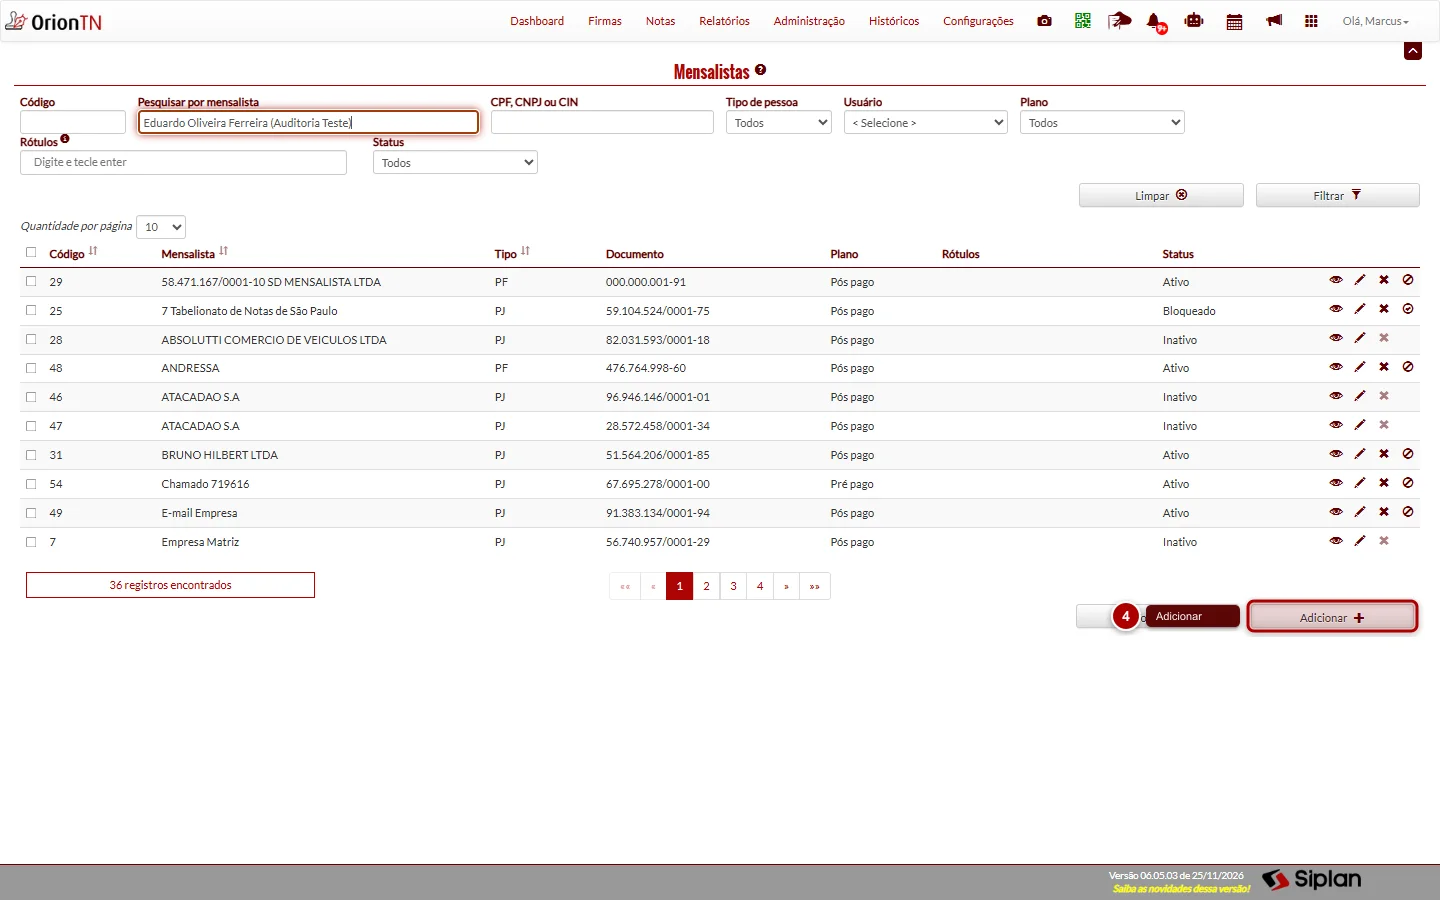 OrionTN Dashboard Firmas Notas Relatórios Administração Históricos Configurações 9+ Olá, Marcus
Mensalistas
Código Pesquisar por mensalista CPF, CNPJ ou CIN Tipo de pessoa Usuário Plano
Eduardo Oliveira Ferreira (Auditoria Teste) Todos < Selecione > Todos
Rótulos Status
Digite e tecle enter Todos
Limpar Filtrar
Quantidade por página 10
Código Mensalista Tipo Documento Plano Rótulos Status
29 58.471.167/0001-10 SD MENSALISTA LTDA PF 000.000.001-91 Pós pago Ativo
25 7 Tabelionato de Notas de São Paulo PJ 59.104.524/0001-75 Pós pago Bloqueado
28 ABSOLUTTI COMERCIO DE VEICULOS LTDA PJ 82.031.593/0001-18 Pós pago Inativo
48 ANDRESSA PF 476.764.998-60 Pós pago Ativo
46 ATACADAO S.A PJ 96.946.146/0001-01 Pós pago Inativo
47 ATACADAO S.A PJ 28.572.458/0001-34 Pós pago Inativo
31 BRUNO HILBERT LTDA PJ 51.564.206/0001-85 Pós pago Ativo
54 Chamado 719616 PJ 67.695.278/0001-00 Pré pago Ativo
49 E-mail Empresa PJ 91.383.134/0001-94 Pós pago Ativo
7 Empresa Matriz PJ 56.740.957/0001-29 Pós pago Inativo
36 registros encontrados «« « 1 2 3 4 » »»
4 Adicionar Adicionar
Versão 06.05.03 de 25/11/2026
Saiba as novidades dessa versão!
Siplan